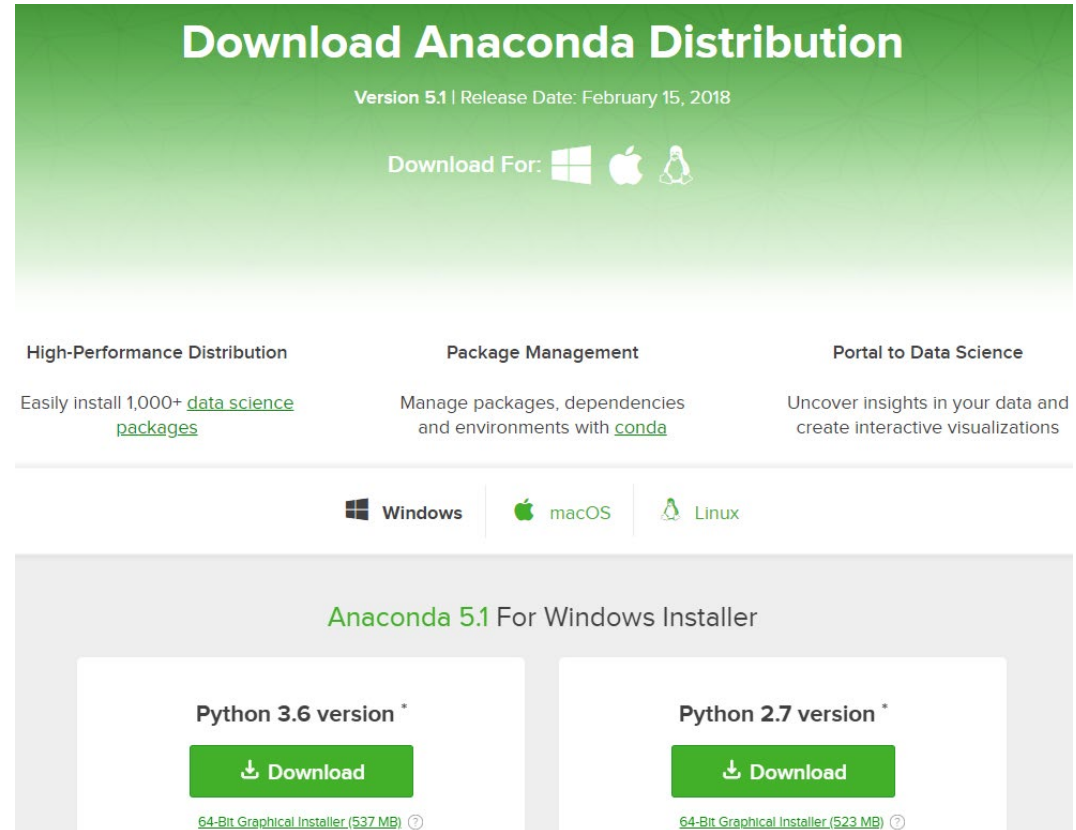 Download Anaconda Distribution
Version 5.1 | Release Date: February 15, 2018
Download For:
High-Performance Distribution
Easily install 1,000+ data science
packages
Package Management
Manage packages, dependencies
and environments with conda
Portal to Data Science
Uncover insights in your data and
create interactive visualizations
Windows
macOS
Linux
Anaconda 5.1 For Windows Installer
Python 3.6 version *
Download
64-Bit Graphical Installer (537 MB) ?
Python 2.7 version *
Download
64-Bit Graphical Installer (523 MB) ?